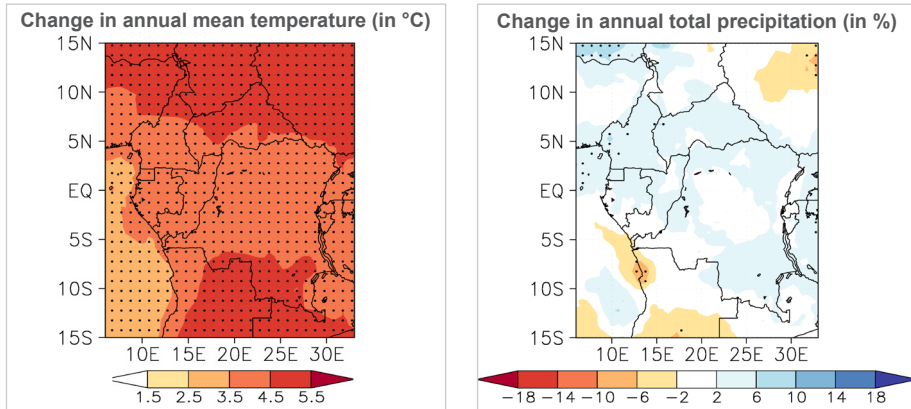 Change in annual mean temperature (in °C)
15N
10N
5N
EQ
5S
10S
15S
10E 15E 20E 25E 30E
1.5 2.5 3.5 4.5 5.5
Change in annual total precipitation (in %)
15N
10N
5N
EQ
5S
10S
15S
10E 15E 20E 25E 30E
−18 −14 −10 −6 −2 2 6 10 14 18